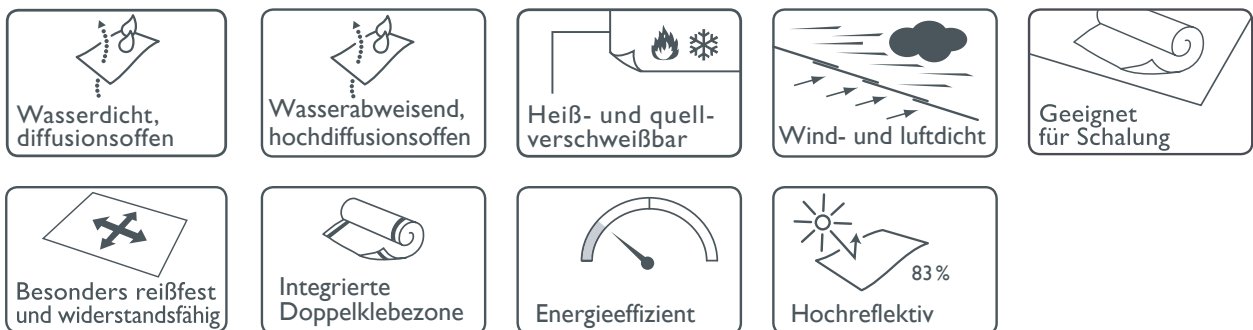 Wasserdicht,
diffusionsoffen
Wasserabweisend,
hochdiffusionsoffen
Heiß- und quell-
verschweißbar
Wind- und luftdicht
Geeignet
für Schalung
Besonders reißfest
und widerstandsfähig
Integrierte
Doppelklebezone
Energieeffizient
83 %
Hochreflektiv